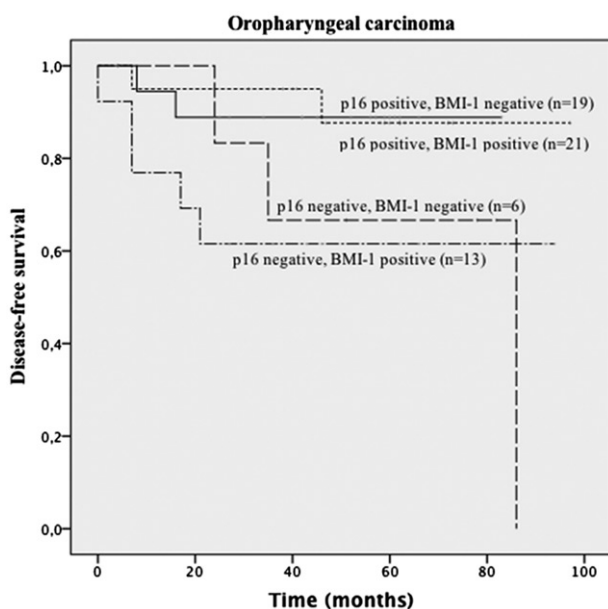 Oropharyngeal carcinoma
Disease-free survival
1,0
0,8
0,6
0,4
0,2
0,0
p16 positive, BMI-1 negative (n=19)
p16 positive, BMI-1 positive (n=21)
p16 negative, BMI-1 negative (n=6)
p16 negative, BMI-1 positive (n=13)
0 20 40 60 80 100
Time (months)